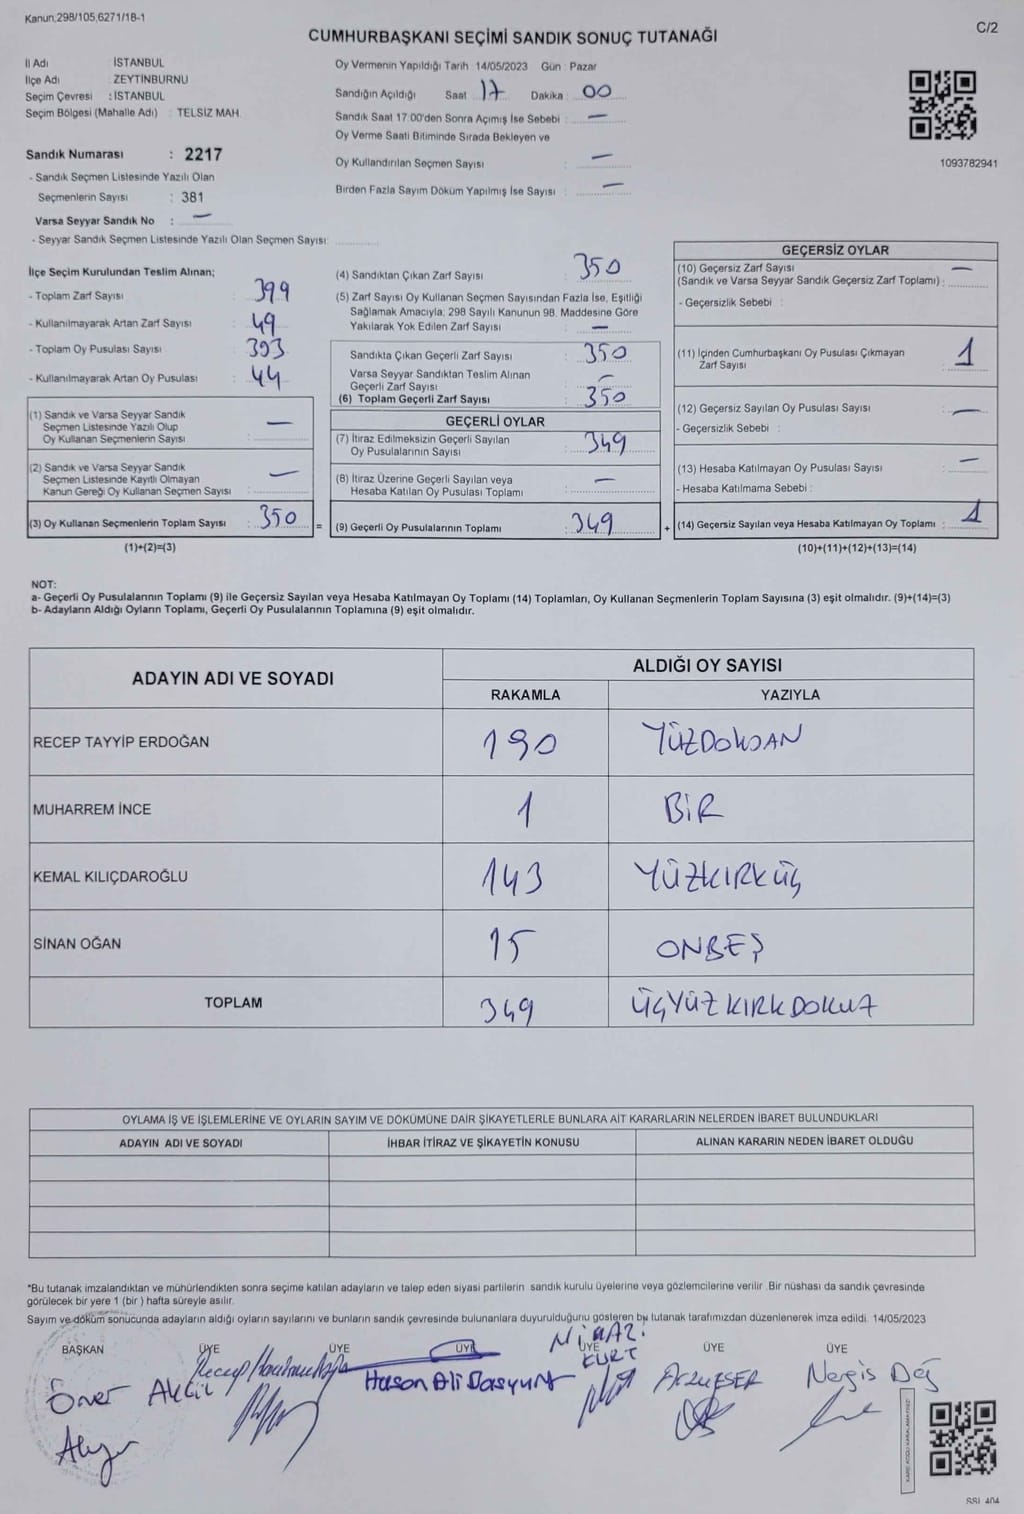 Kanun,298/105,6271/18-1
C/2
CUMHURBAŞKANI SEÇİMİ SANDIK SONUÇ TUTANAĞI
İl Adı : İSTANBUL
İlçe Adı : ZEYTİNBURNU
Seçim Çevresi : İSTANBUL
Seçim Bölgesi (Mahalle Adı) : TELSİZ MAH.
Sandık Numarası : 2217
- Sandık Seçmen Listesinde Yazılı Olan
Seçmenlerin Sayısı : 381
Varsa Seyyar Sandık No : —
- Seyyar Sandık Seçmen Listesinde Yazılı Olan Seçmen Sayısı:
Oy Vermenin Yapıldığı Tarih : 14/05/2023 Gün : Pazar
Sandığın Açıldığı Saat : 17 Dakika : 00
Sandık Saat 17:00'den Sonra Açılmış İse Sebebi : —
Oy Verme Saati Bitiminde Sırada Bekleyen ve
Oy Kullandırılan Seçmen Sayısı : —
Birden Fazla Sayım Döküm Yapılmış İse Sayısı : —
1093782941
İlçe Seçim Kurulundan Teslim Alınan;
- Toplam Zarf Sayısı : 399
- Kullanılmayarak Artan Zarf Sayısı : 49
- Toplam Oy Pusulası Sayısı : 393
- Kullanılmayarak Artan Oy Pusulası : 44
(1) Sandık ve Varsa Seyyar Sandık
Seçmen Listesinde Yazılı Olup
Oy Kullanan Seçmenlerin Sayısı : —
(2) Sandık ve Varsa Seyyar Sandık
Seçmen Listesinde Kayıtlı Olmayan
Kanun Gereği Oy Kullanan Seçmen Sayısı : —
(3) Oy Kullanan Seçmenlerin Toplam Sayısı : 350
(1)+(2)=(3)
(4) Sandıktan Çıkan Zarf Sayısı : 350
(5) Zarf Sayısı Oy Kullanan Seçmen Sayısından Fazla İse, Eşitliği
Sağlamak Amacıyla; 298 Sayılı Kanunun 98. Maddesine Göre
Yakılarak Yok Edilen Zarf Sayısı : —
Sandıkta Çıkan Geçerli Zarf Sayısı : 350
Varsa Seyyar Sandıktan Teslim Alınan
Geçerli Zarf Sayısı : —
(6) Toplam Geçerli Zarf Sayısı : 350
GEÇERLİ OYLAR
(7) İtiraz Edilmeksizin Geçerli Sayılan
Oy Pusulalarının Sayısı : 349
(8) İtiraz Üzerine Geçerli Sayılan veya
Hesaba Katılan Oy Pusulası Toplamı : —
= (9) Geçerli Oy Pusulalarının Toplamı : 349
GEÇERSİZ OYLAR
(10) Geçersiz Zarf Sayısı
(Sandık ve Varsa Seyyar Sandık Geçersiz Zarf Toplamı) : —
- Geçersizlik Sebebi :
(11) İçinden Cumhurbaşkanı Oy Pusulası Çıkmayan
Zarf Sayısı : 1
(12) Geçersiz Sayılan Oy Pusulası Sayısı : —
- Geçersizlik Sebebi :
(13) Hesaba Katılmayan Oy Pusulası Sayısı : —
- Hesaba Katılmama Sebebi :
+ (14) Geçersiz Sayılan veya Hesaba Katılmayan Oy Toplamı : 1
(10)+(11)+(12)+(13)=(14)
NOT:
a- Geçerli Oy Pusulalarının Toplamı (9) ile Geçersiz Sayılan veya Hesaba Katılmayan Oy Toplamı (14) Toplamları, Oy Kullanan Seçmenlerin Toplam Sayısına (3) eşit olmalıdır. (9)+(14)=(3)
b- Adayların Aldığı Oyların Toplamı, Geçerli Oy Pusulalarının Toplamına (9) eşit olmalıdır.
ADAYIN ADI VE SOYADI ALDIĞI OY SAYISI
RAKAMLA YAZIYLA
RECEP TAYYİP ERDOĞAN 190 YÜZDOKSAN
MUHARREM İNCE 1 BİR
KEMAL KILIÇDAROĞLU 143 YÜZKIRKÜÇ
SİNAN OĞAN 15 ONBEŞ
TOPLAM 349 ÜÇYÜZKIRKDOKUZ
OYLAMA İŞ VE İŞLEMLERİNE VE OYLARIN SAYIM VE DÖKÜMÜNE DAİR ŞİKAYETLERLE BUNLARA AİT KARARLARIN NELERDEN İBARET BULUNDUKLARI
ADAYIN ADI VE SOYADI İHBAR İTİRAZ VE ŞİKAYETİN KONUSU ALINAN KARARIN NEDEN İBARET OLDUĞU
*Bu tutanak imzalandıktan ve mühürlendikten sonra seçime katılan adayların ve talep eden siyasi partilerin sandık kurulu üyelerine veya gözlemcilerine verilir .Bir nüshası da sandık çevresinde
görülecek bir yere 1 (bir ) hafta süreyle asılır.
Sayım ve döküm sonucunda adayların aldığı oyların sayılarını ve bunların sandık çevresinde bulunanlara duyurulduğunu gösteren bu tutanak tarafımızdan düzenlenerek imza edildi. 14/05/2023
BAŞKAN ÜYE ÜYE ÜYE ÜYE ÜYE ÜYE
Recep
Hasan Ali
NİYAZİ
KURT
Arzu ESER
Nergis Dağ
SSI_404